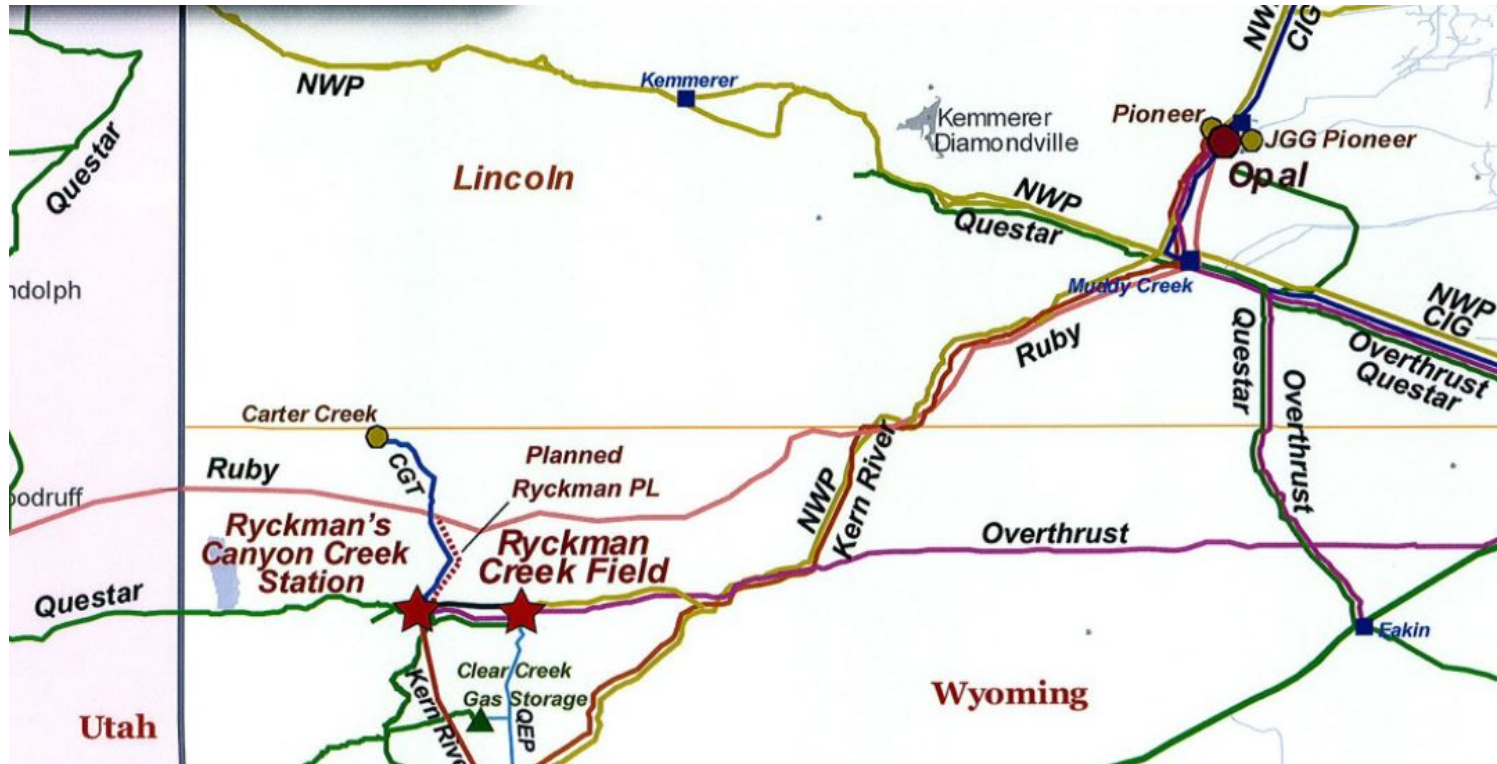 NWP
CIG
NWP
Kemmerer
Kemmerer
Diamondville
Pioneer
JGG Pioneer
Opal
Questar
Lincoln
NWP
Questar
ndolph
Muddy Creek
NWP
CIG
Ruby
Questar
Overthrust
Questar
Overthrust
Carter Creek
CGT
Planned
Ryckman PL
Ruby
oodruff
NWP
Kern River
Ryckman's
Canyon Creek
Station
Ryckman
Creek Field
Overthrust
Questar
Eakin
Clear Creek
Gas Storage
Kern River
QEP
Utah
Wyoming